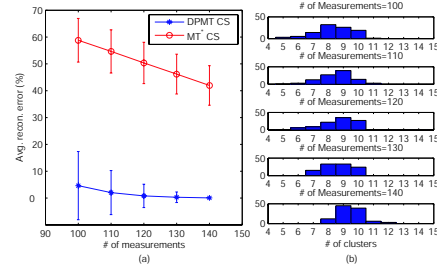 DPMT CS
MT* CS
Avg. recon. error (%)
70
60
50
40
30
20
10
0
90 100 110 120 130 140 150
# of measurements
(a)
# of Measurements=100
50
0
4 5 6 7 8 9 10 11 12 13 14 15
# of Measurements=110
50
0
4 5 6 7 8 9 10 11 12 13 14 15
# of Measurements=120
50
0
4 5 6 7 8 9 10 11 12 13 14 15
# of Measurements=130
50
0
4 5 6 7 8 9 10 11 12 13 14 15
# of Measurements=140
50
0
4 5 6 7 8 9 10 11 12 13 14 15
# of clusters
(b)